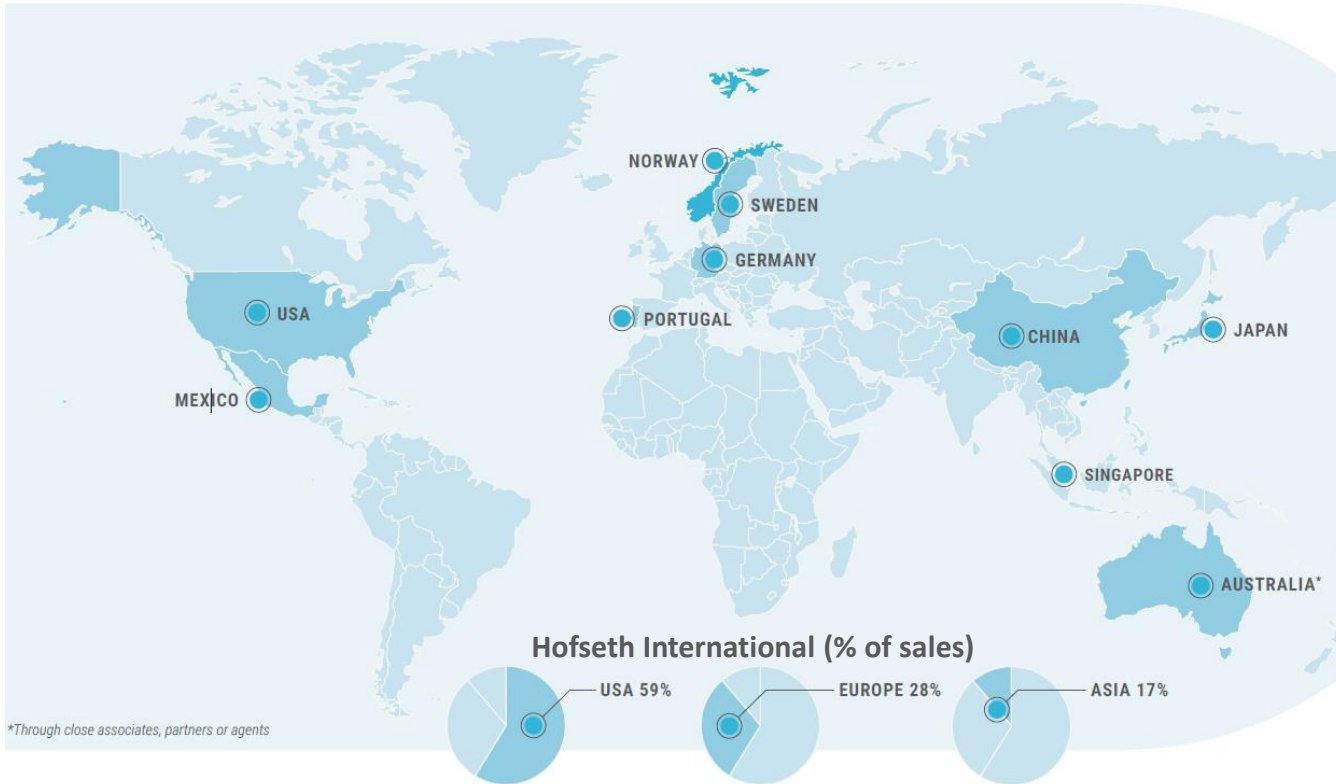 NORWAY
SWEDEN
GERMANY
USA
PORTUGAL
CHINA
JAPAN
MEXICO
SINGAPORE
AUSTRALIA*
Hofseth International (% of sales)
USA 59%
EUROPE 28%
ASIA 17%
*Through close associates, partners or agents